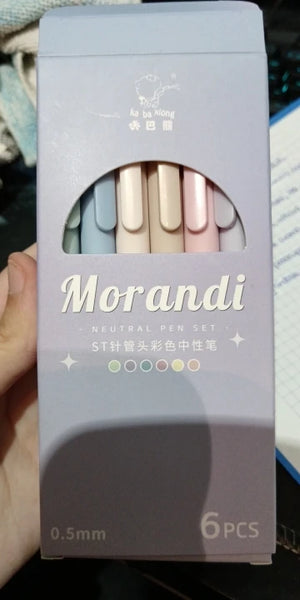 ®
ka ba xiong
卡巴熊
Morandi
- NEUTRAL PEN SET -
ST针管头彩色中性笔
0.5mm
6PCS